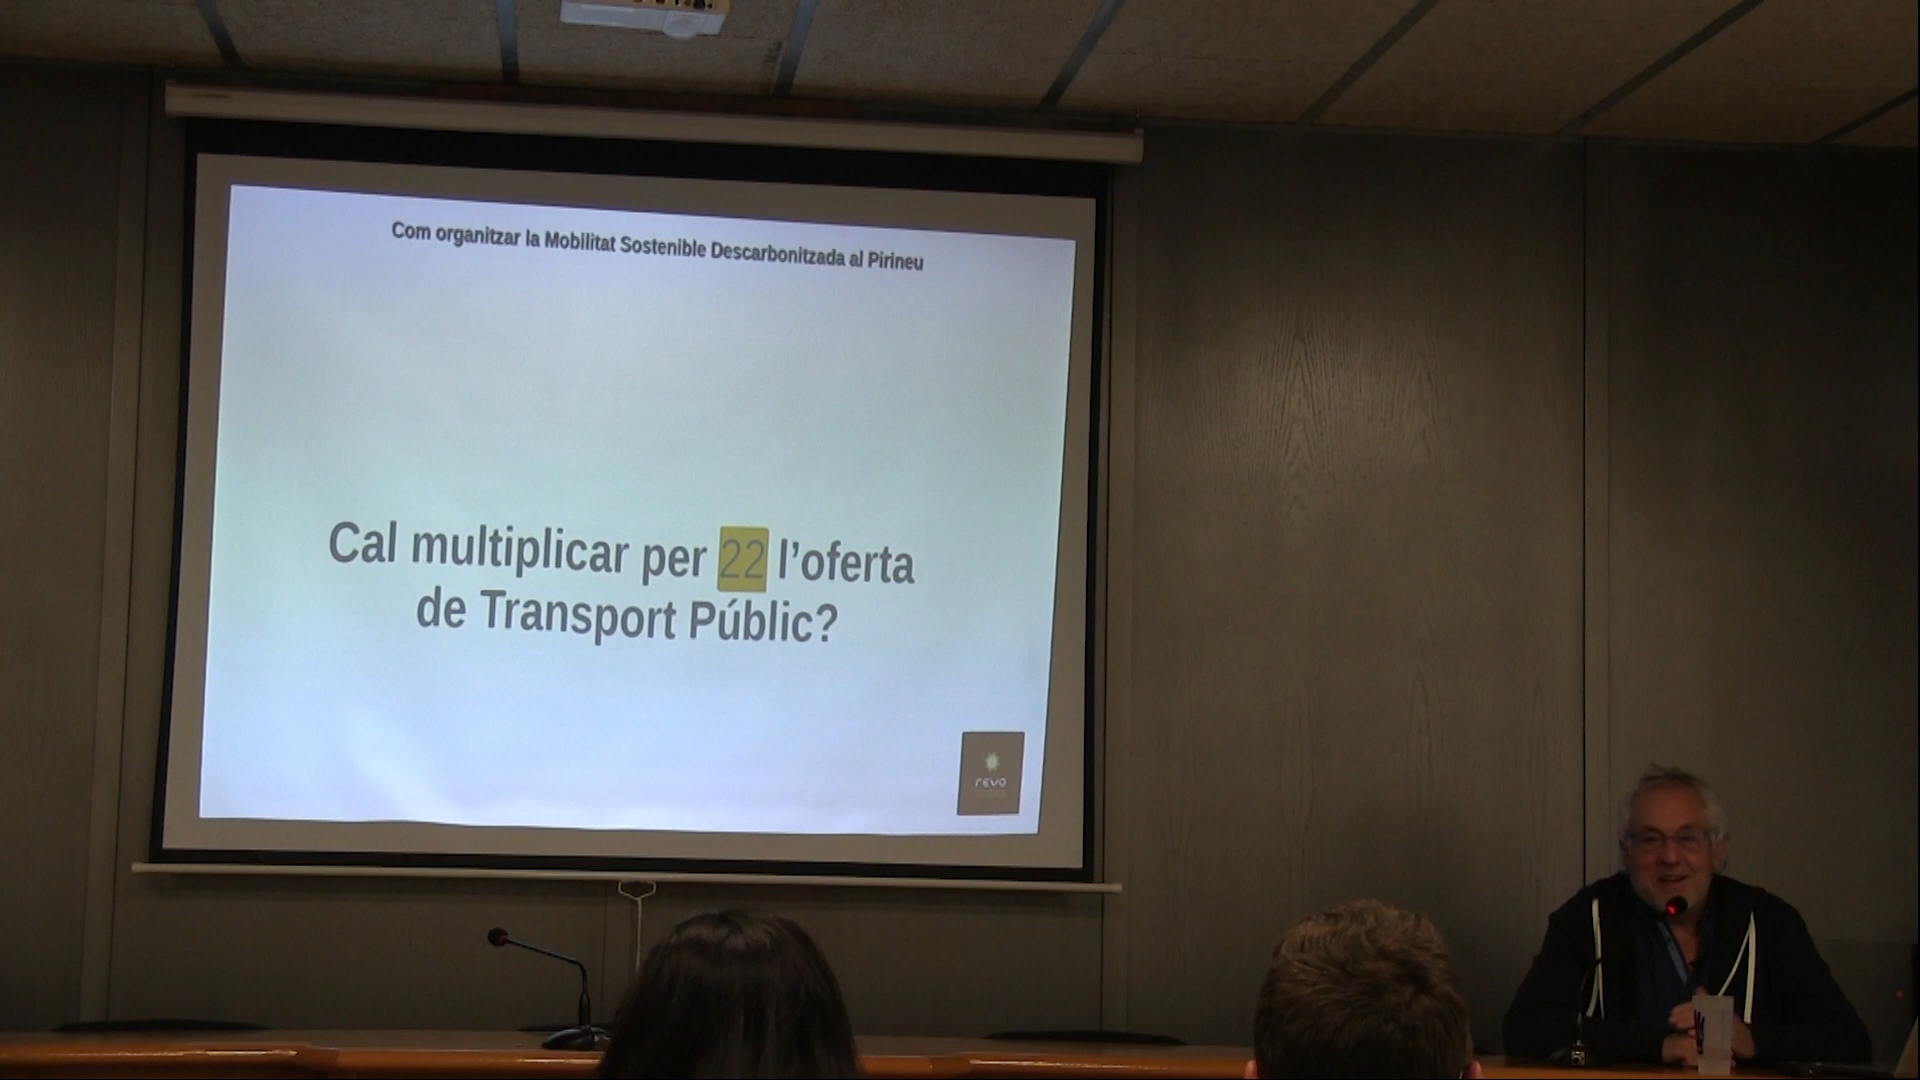 Com organitzar la Mobilitat Sostenible Descarbonitzada al Pirineu
Cal multiplicar per 22 l'oferta
de Transport Públic?
revo